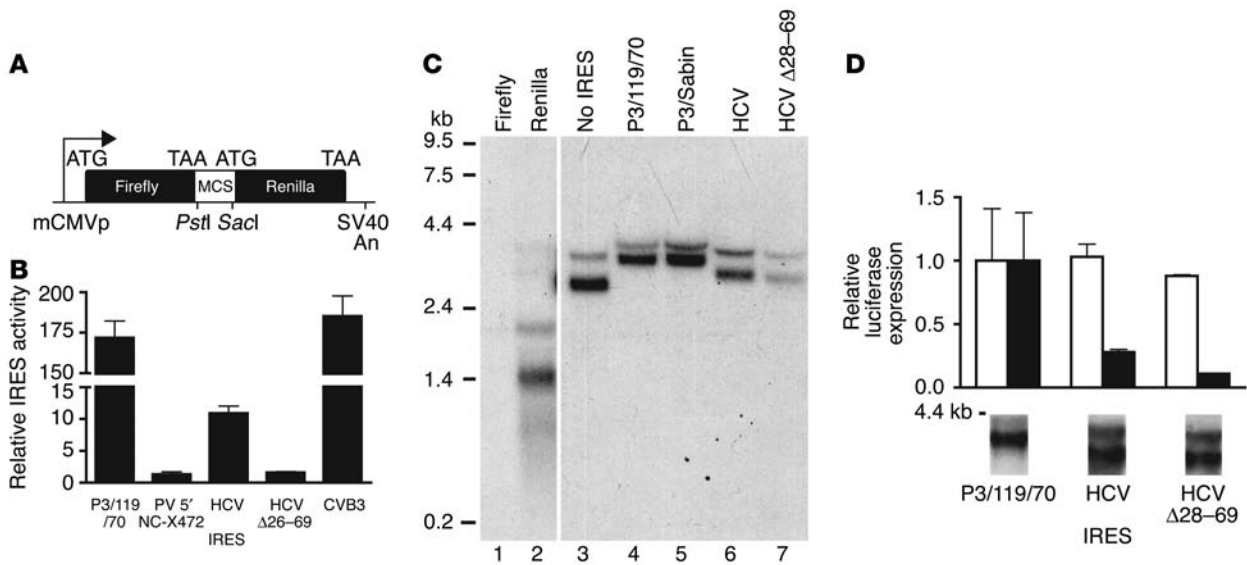 A
ATG TAA ATG TAA
Firefly MCS Renilla
mCMVp PstI SacI SV40
An
B
Relative IRES activity
200
175
150
15
10
5
0
P3/119
/70
PV 5′
NC-X472
HCV
HCV
Δ26–69
CVB3
IRES
C
kb
9.5
7.5
4.4
2.4
1.4
0.2
Firefly
Renilla
No IRES
P3/119/70
P3/Sabin
HCV
HCV Δ28–69
1 2 3 4 5 6 7
D
Relative
luciferase
expression
1.5
1.0
0.5
0.0
4.4 kb
P3/119/70 HCV HCV
Δ28–69
IRES